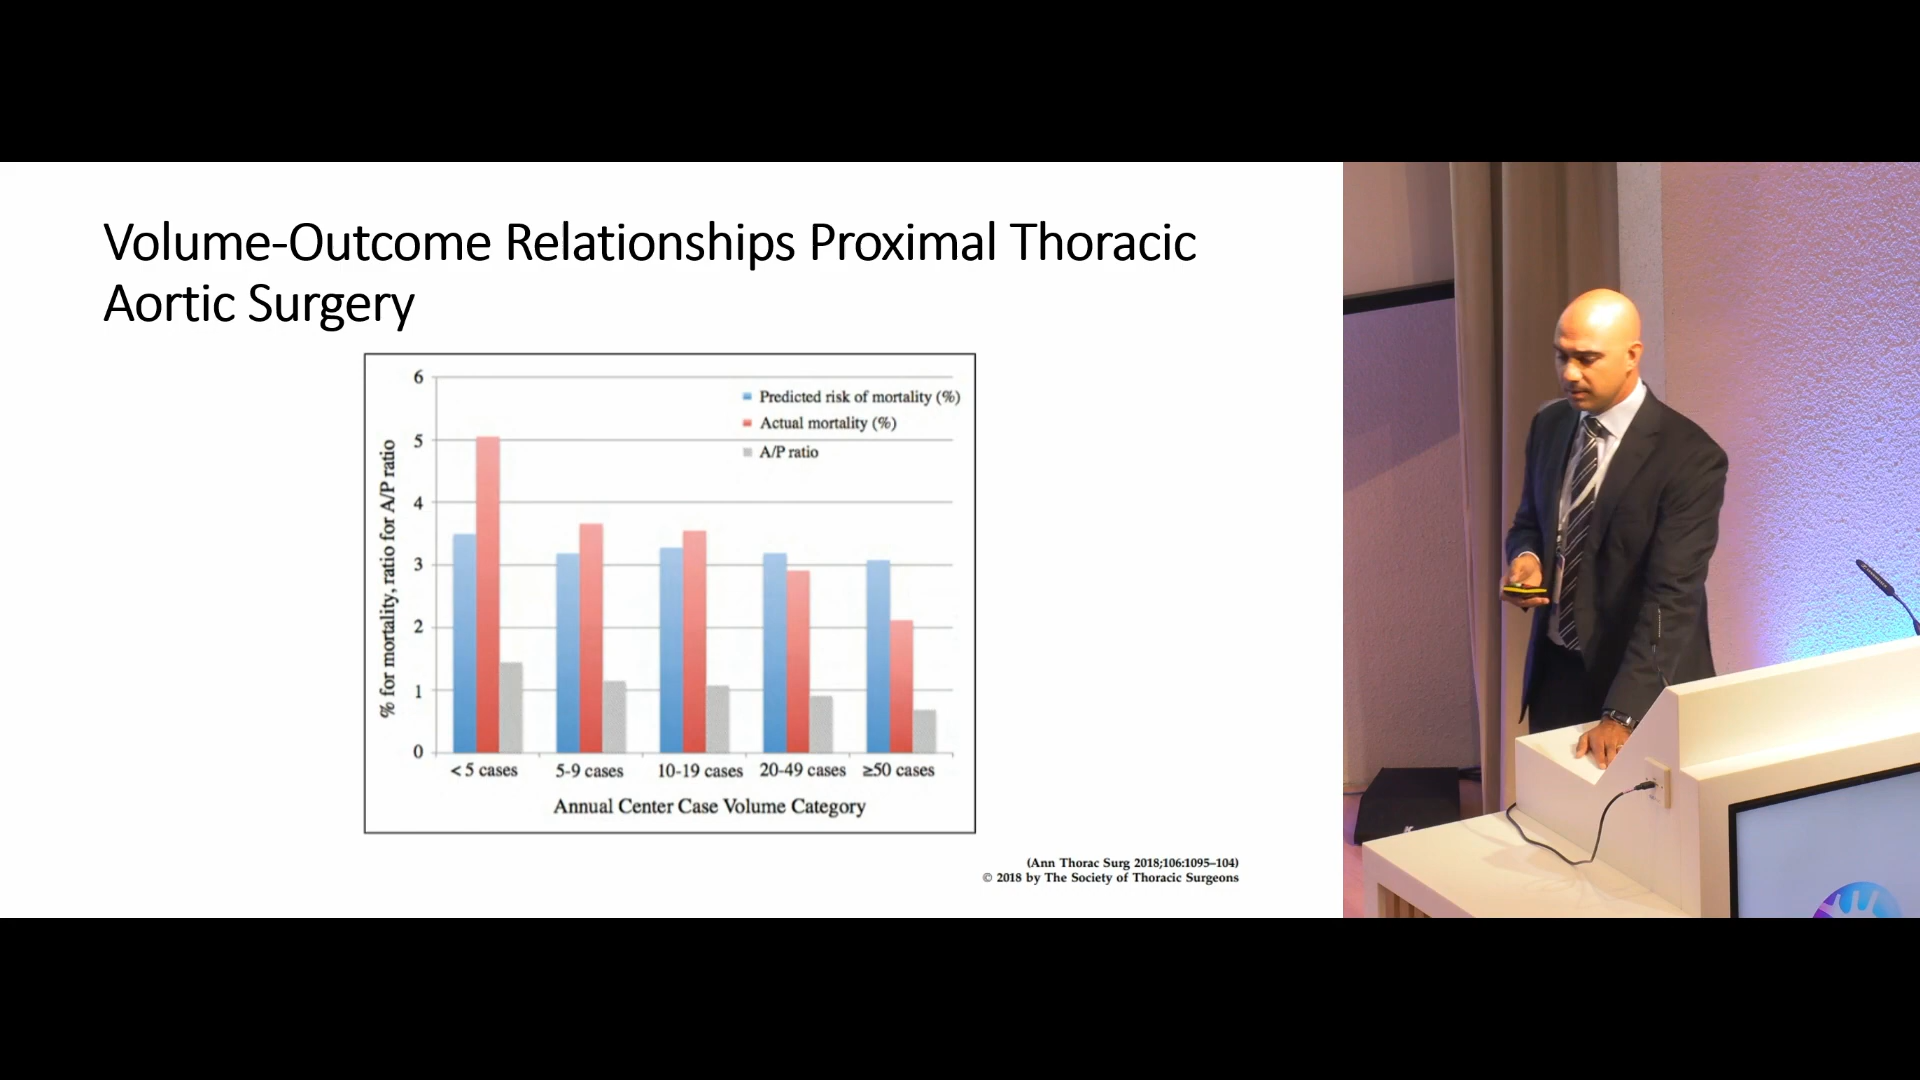 Volume-Outcome Relationships Proximal Thoracic
Aortic Surgery
6
5
4
3
2
1
0
% for mortality, ratio for A/P ratio
Predicted risk of mortality (%)
Actual mortality (%)
A/P ratio
< 5 cases
5-9 cases
10-19 cases
20-49 cases
≥50 cases
Annual Center Case Volume Category
(Ann Thorac Surg 2018;106:1095–104)
© 2018 by The Society of Thoracic Surgeons